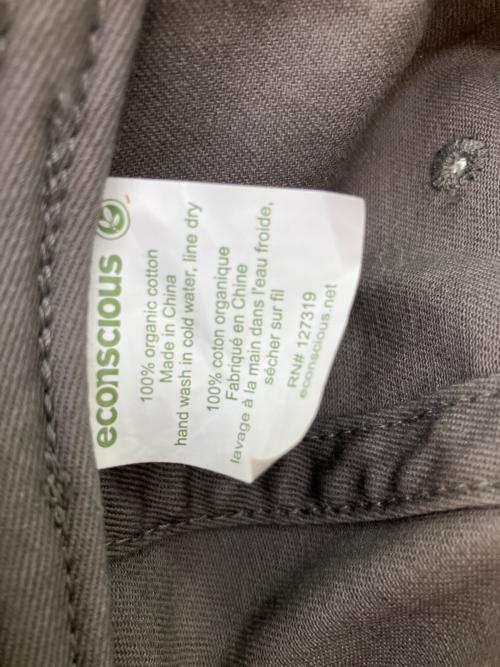 econscious
100% organic cotton
Made in China
hand wash in cold water, line dry
100% coton organique
Fabriqué en Chine
lavage à la main dans l'eau froide,
sécher sur fil
RN# 127319
econscious.net